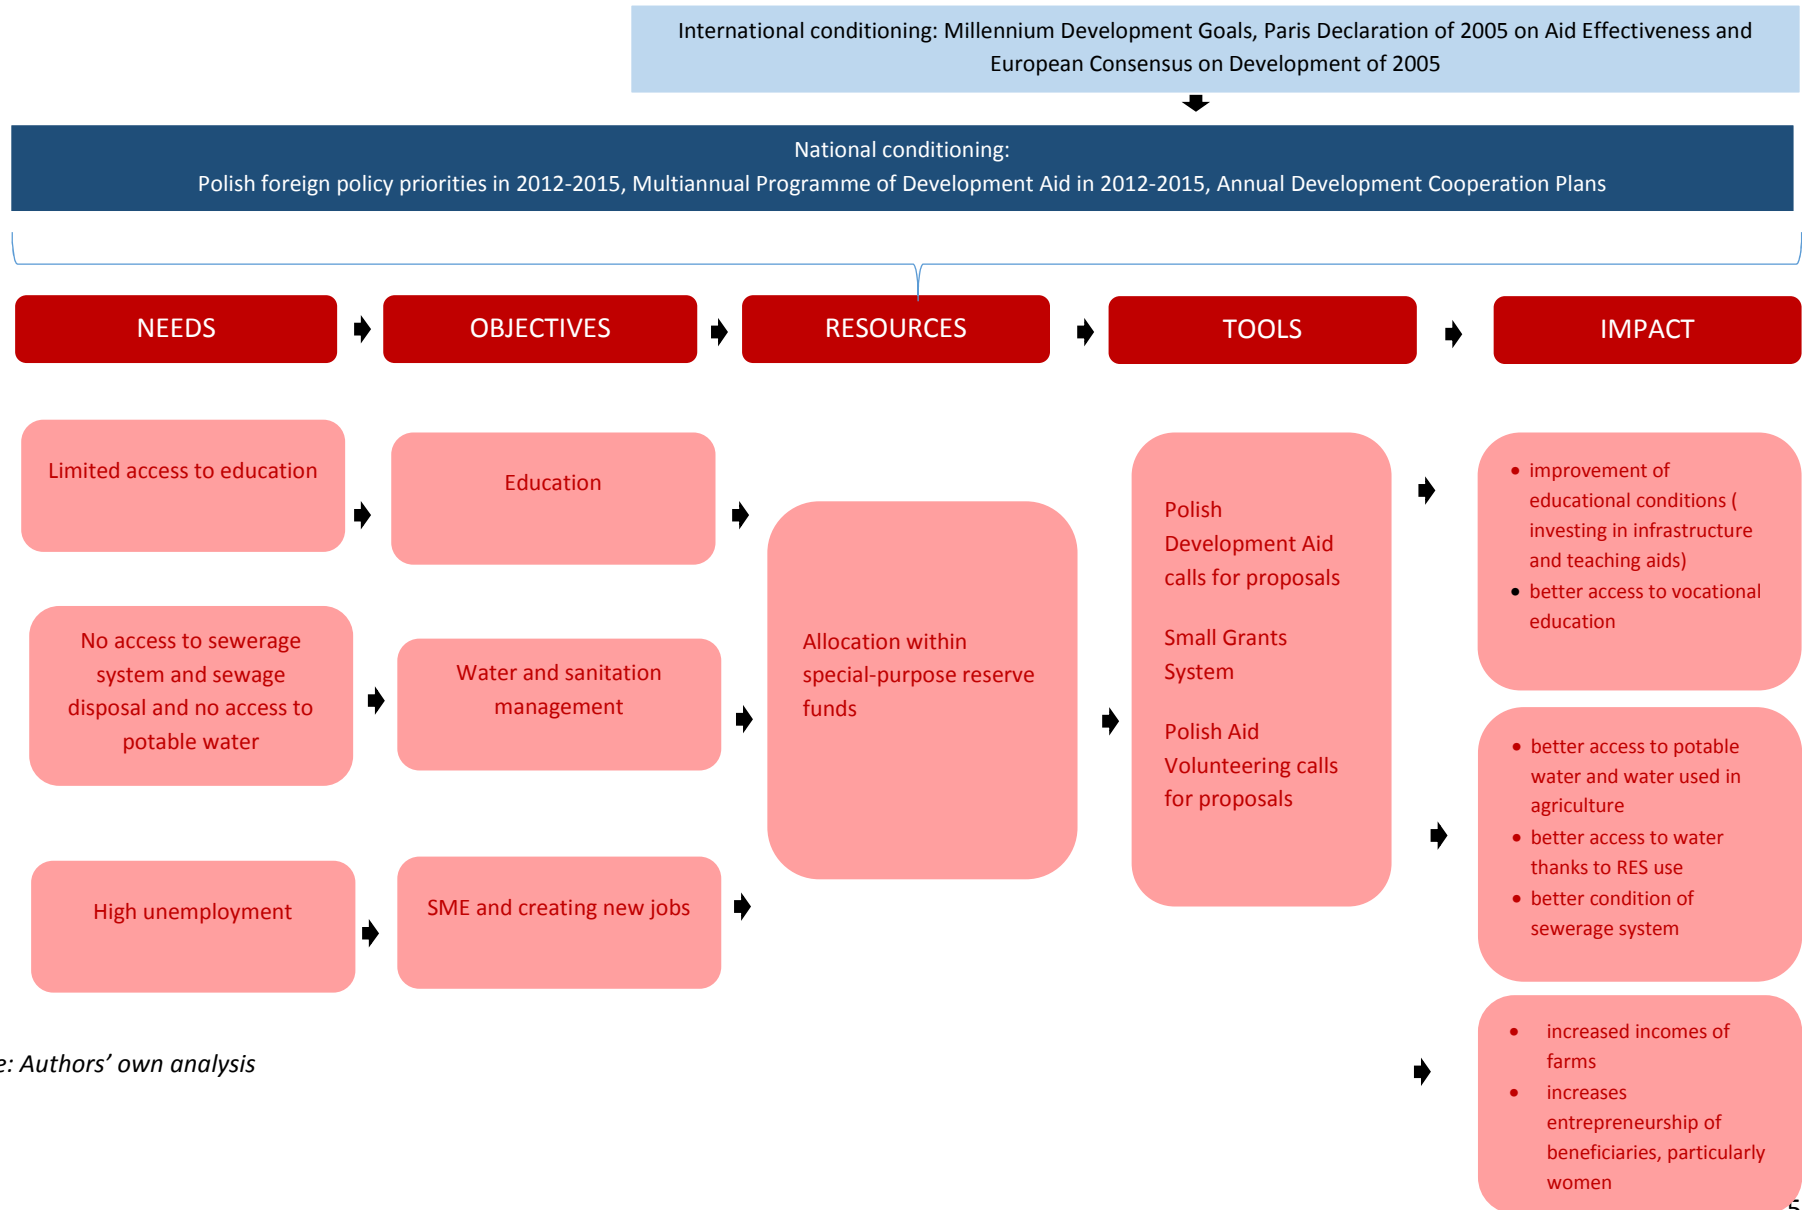 International conditioning: Millennium Development Goals, Paris Declaration of 2005 on Aid Effectiveness and
European Consensus on Development of 2005
National conditioning:
Polish foreign policy priorities in 2012-2015, Multiannual Programme of Development Aid in 2012-2015, Annual Development Cooperation Plans
NEEDS
OBJECTIVES
RESOURCES
TOOLS
IMPACT
Limited access to education
No access to sewerage
system and sewage
disposal and no access to
potable water
High unemployment
Education
Water and sanitation
management
SME and creating new jobs
Allocation within
special-purpose reserve
funds
Polish
Development Aid
calls for proposals
Small Grants
System
Polish Aid
Volunteering calls
for proposals
• improvement of
educational conditions (
investing in infrastructure
and teaching aids)
• better access to vocational
education
• better access to potable
water and water used in
agriculture
• better access to water
thanks to RES use
• better condition of
sewerage system
• increased incomes of
farms
• increases
entrepreneurship of
beneficiaries, particularly
women
e: Authors’ own analysis